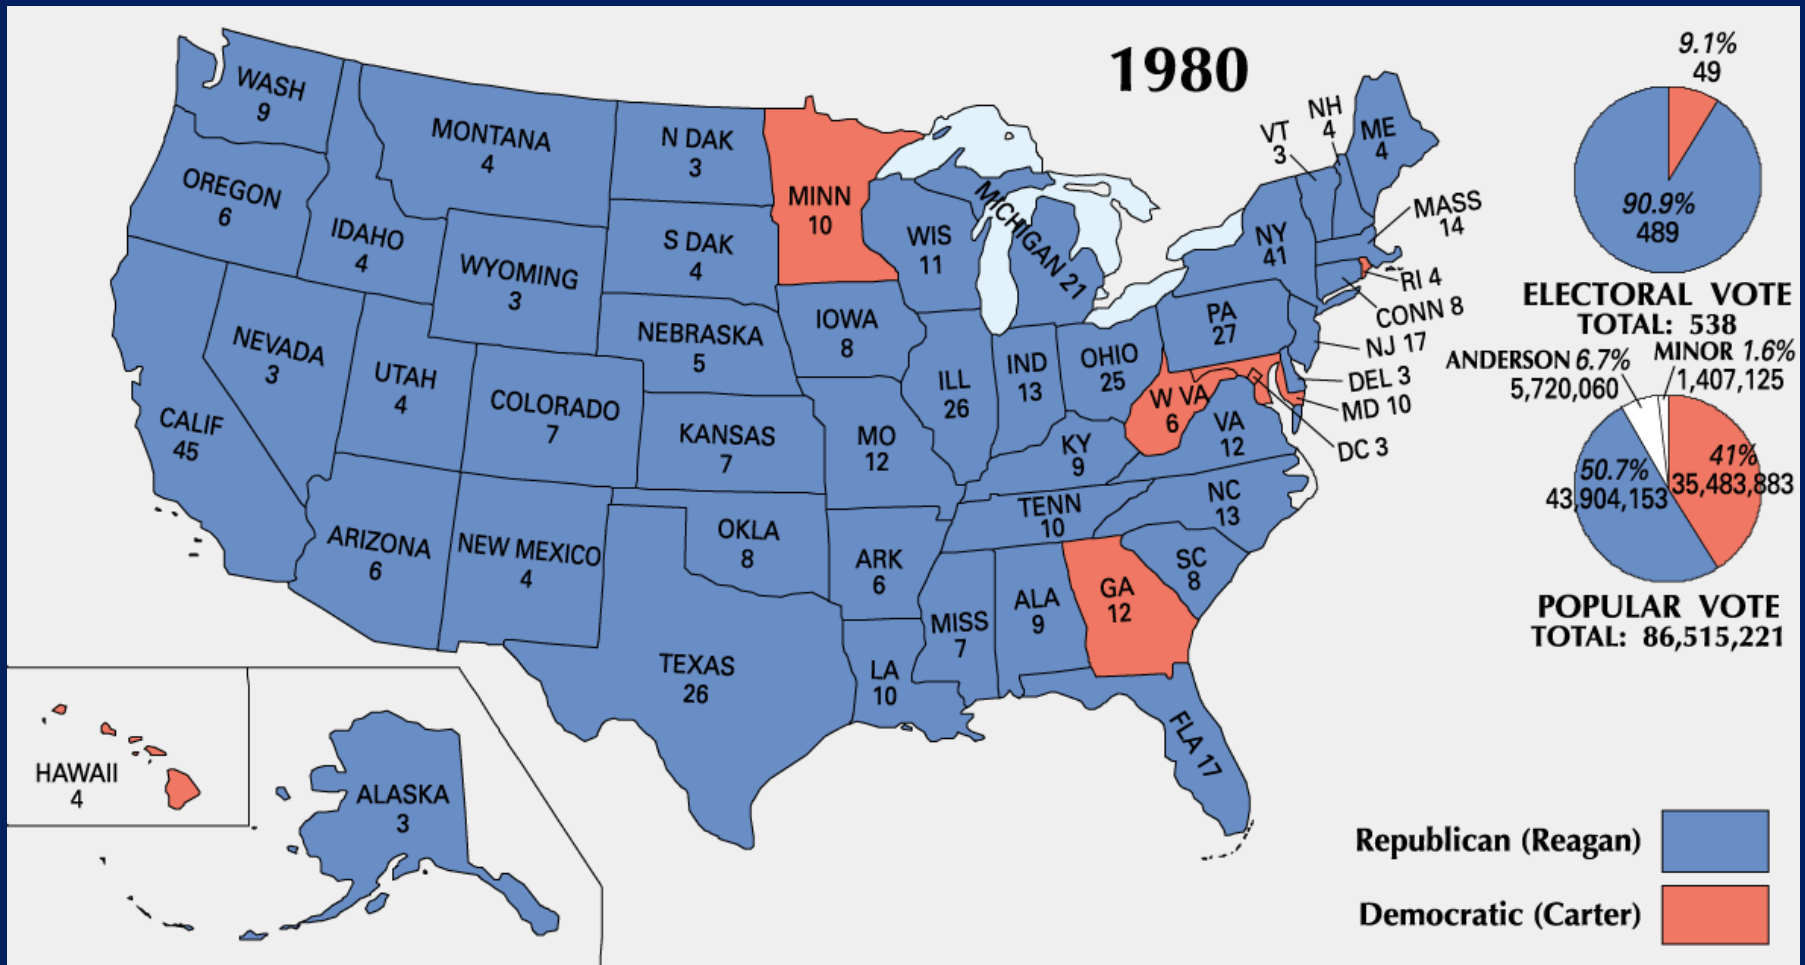 1980
WASH
9
OREGON
6
CALIF
45
NEVADA
3
IDAHO
4
MONTANA
4
WYOMING
3
UTAH
4
COLORADO
7
ARIZONA
6
NEW MEXICO
4
N DAK
3
S DAK
4
NEBRASKA
5
KANSAS
7
OKLA
8
TEXAS
26
MINN
10
IOWA
8
MO
12
ARK
6
LA
10
WIS
11
ILL
26
MICHIGAN 21
IND
13
OHIO
25
KY
9
TENN
10
MISS
7
ALA
9
GA
12
FLA 17
SC
8
NC
13
VA
12
W VA
6
PA
27
NY
41
VT
3
NH
4
ME
4
MASS
14
RI 4
CONN 8
NJ 17
DEL 3
MD 10
DC 3
HAWAII
4
ALASKA
3
9.1%
49
90.9%
489
ELECTORAL VOTE
TOTAL: 538
ANDERSON 6.7%
5,720,060
MINOR 1.6%
1,407,125
50.7%
43,904,153
41%
35,483,883
POPULAR VOTE
TOTAL: 86,515,221
Republican (Reagan)
Democratic (Carter)